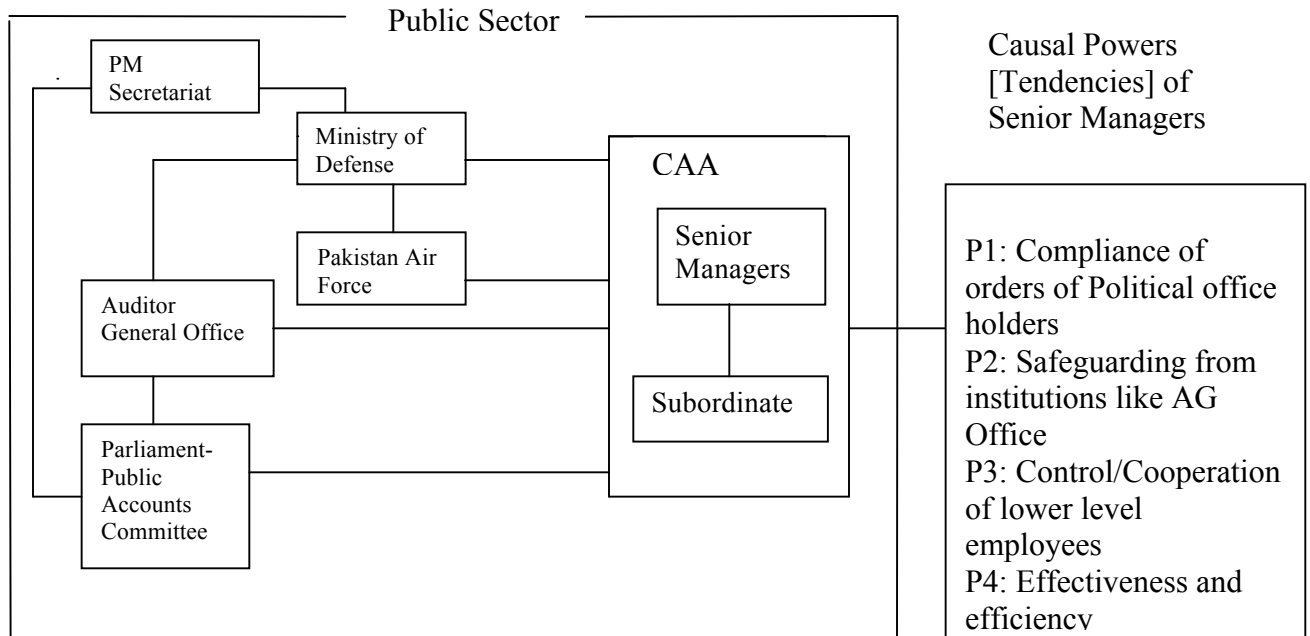 Public Sector
PM
Secretariat
Ministry of
Defense
Pakistan Air
Force
Auditor
General Office
Parliament-
Public
Accounts
Committee
CAA
Senior
Managers
Subordinate
Causal Powers
[Tendencies] of
Senior Managers
P1: Compliance of
orders of Political office
holders
P2: Safeguarding from
institutions like AG
Office
P3: Control/Cooperation
of lower level
employees
P4: Effectiveness and
efficiency